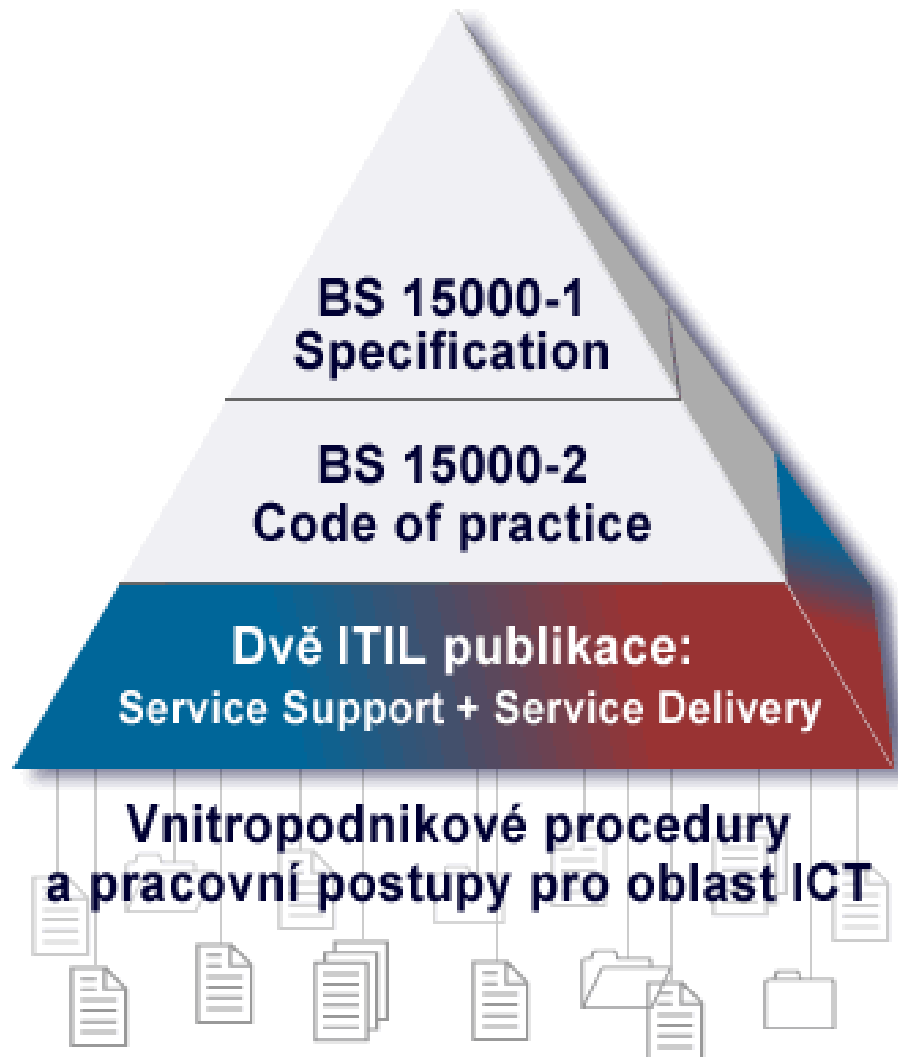 BS 15000-1
Specification
BS 15000-2
Code of practice
Dvě ITIL publikace:
Service Support + Service Delivery
Vnitropodnikové procedury
a pracovní postupy pro oblast ICT